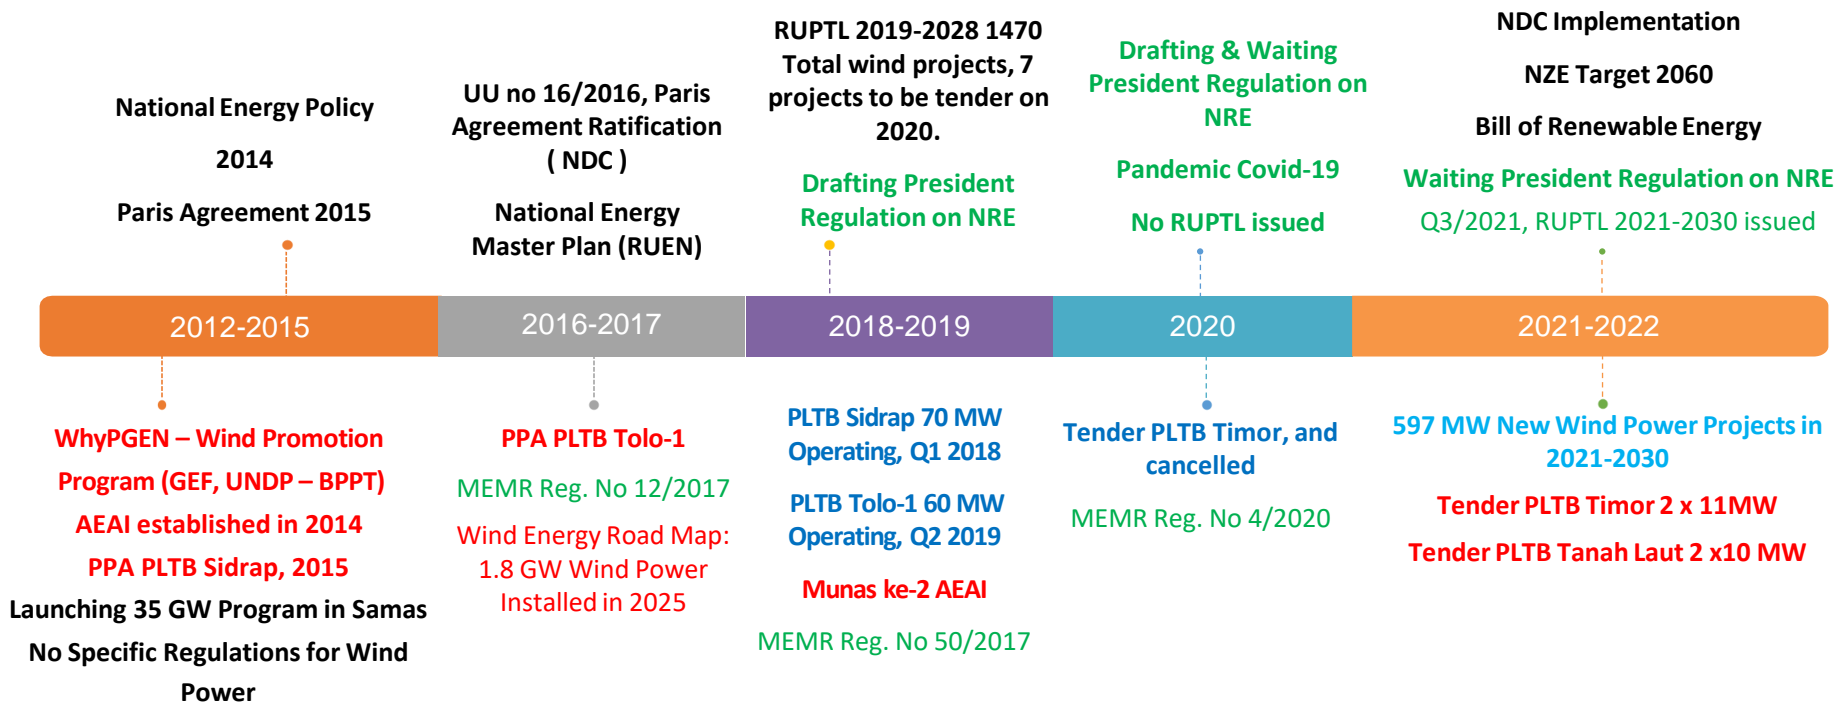 National Energy Policy
2014
Paris Agreement 2015
UU no 16/2016, Paris
Agreement Ratification
( NDC )
National Energy
Master Plan (RUEN)
RUPTL 2019-2028 1470
Total wind projects, 7
projects to be tender on
2020.
Drafting President
Regulation on NRE
Drafting & Waiting
President Regulation on
NRE
Pandemic Covid-19
No RUPTL issued
NDC Implementation
NZE Target 2060
Bill of Renewable Energy
Waiting President Regulation on NRE
Q3/2021, RUPTL 2021-2030 issued
2012-2015
2016-2017
2018-2019
2020
2021-2022
WhyPGEN – Wind Promotion
Program (GEF, UNDP – BPPT)
AEAI established in 2014
PPA PLTB Sidrap, 2015
Launching 35 GW Program in Samas
No Specific Regulations for Wind
Power
PPA PLTB Tolo-1
MEMR Reg. No 12/2017
Wind Energy Road Map:
1.8 GW Wind Power
Installed in 2025
PLTB Sidrap 70 MW
Operating, Q1 2018
PLTB Tolo-1 60 MW
Operating, Q2 2019
Munas ke-2 AEAI
MEMR Reg. No 50/2017
Tender PLTB Timor, and
cancelled
MEMR Reg. No 4/2020
597 MW New Wind Power Projects in
2021-2030
Tender PLTB Timor 2 x 11MW
Tender PLTB Tanah Laut 2 x10 MW